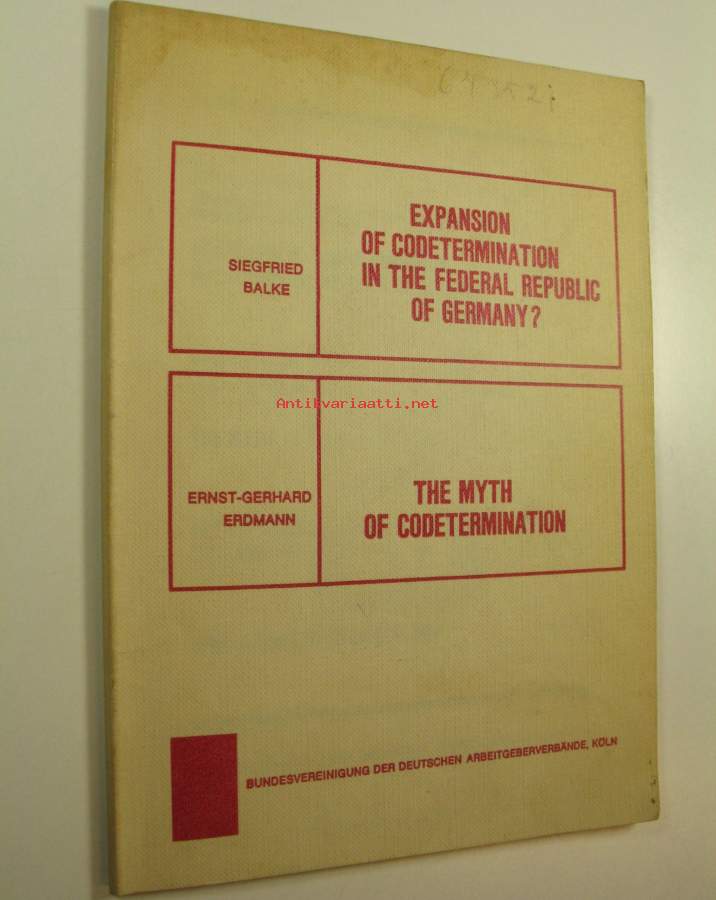 SIEGFRIED
BALKE
EXPANSION
OF CODETERMINATION
IN THE FEDERAL REPUBLIC
OF GERMANY?
Antikvariaatti.net
ERNST-GERHARD
ERDMANN
THE MYTH
OF CODETERMINATION
BUNDESVEREINIGUNG DER DEUTSCHEN ARBEITGEBERVERBÄNDE, KÖLN